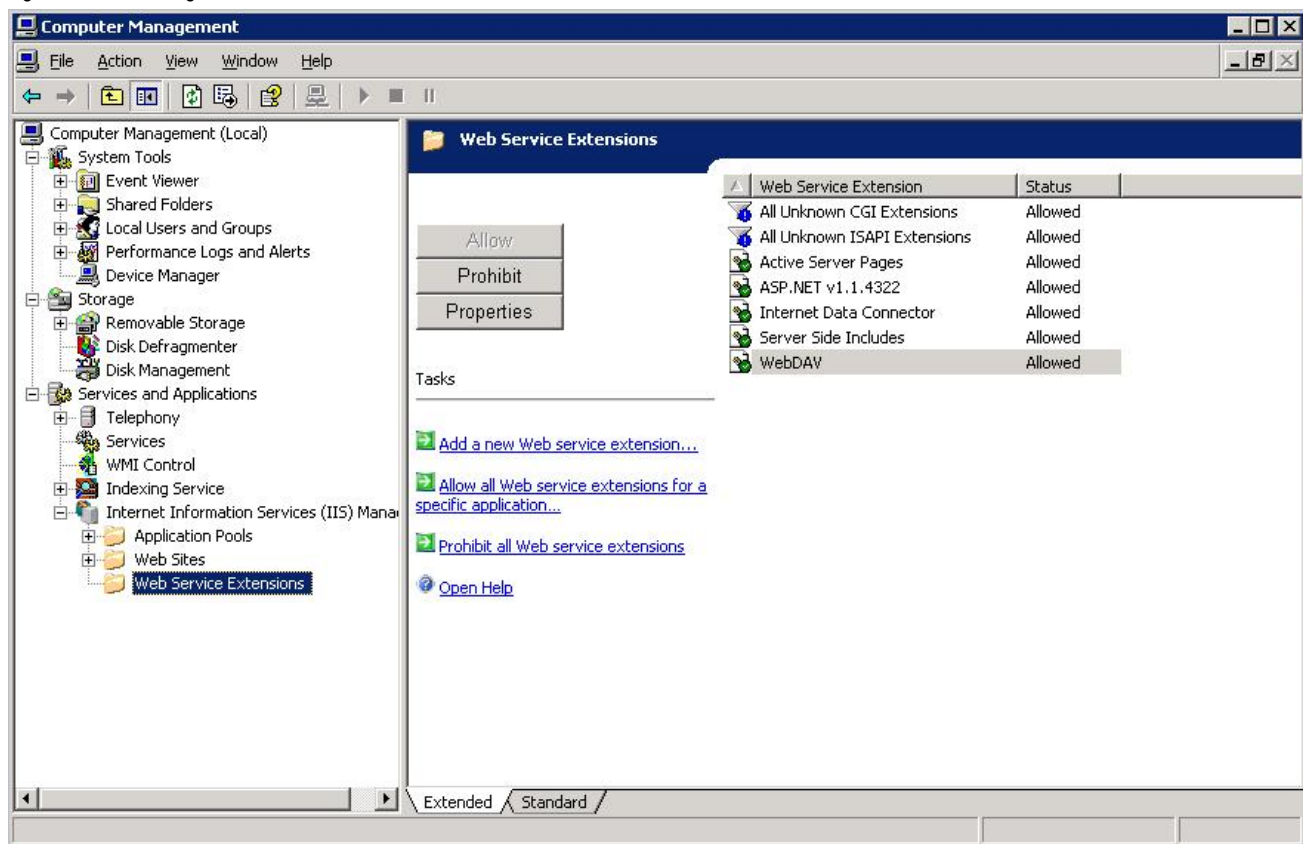 Computer Management
File Action View Window Help
Computer Management (Local)
System Tools
Event Viewer
Shared Folders
Local Users and Groups
Performance Logs and Alerts
Device Manager
Storage
Removable Storage
Disk Defragmenter
Disk Management
Services and Applications
Telephony
Services
WMI Control
Indexing Service
Internet Information Services (IIS) Mana
Application Pools
Web Sites
Web Service Extensions
Web Service Extensions
Allow
Prohibit
Properties
Tasks
Add a new Web service extension...
Allow all Web service extensions for a
specific application...
Prohibit all Web service extensions
Open Help
Web Service Extension Status
All Unknown CGI Extensions Allowed
All Unknown ISAPI Extensions Allowed
Active Server Pages Allowed
ASP.NET v1.1.4322 Allowed
Internet Data Connector Allowed
Server Side Includes Allowed
WebDAV Allowed
Extended Standard